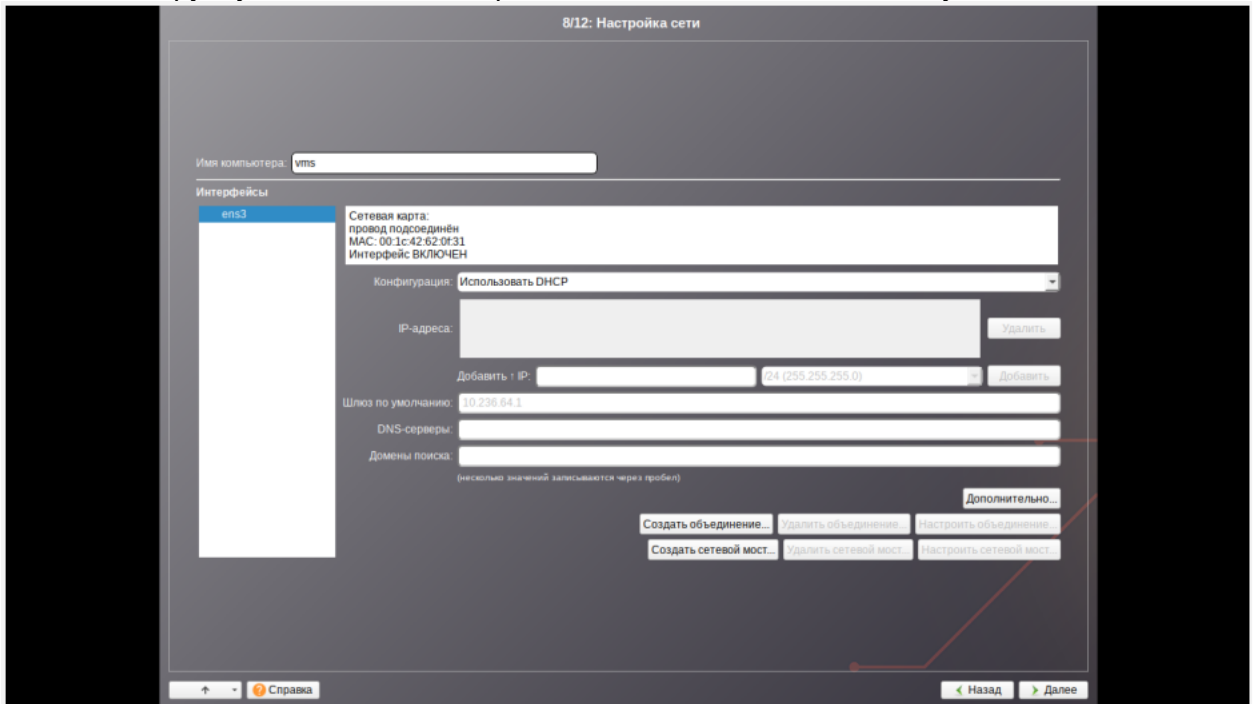 8/12: Настройка сети
Имя компьютера: vms
Интерфейсы
ens3
Сетевая карта:
провод подсоединён
MAC: 00:1c:42:62:0f:31
Интерфейс ВКЛЮЧЕН
Конфигурация: Использовать DHCP
IP-адреса: Удалить
Добавить ↑ IP: /24 (255.255.255.0) Добавить
Шлюз по умолчанию: 10.236.64.1
DNS-серверы:
Домены поиска:
(несколько значений записываются через пробел)
Дополнительно...
Создать объединение... Удалить объединение... Настроить объединение...
Создать сетевой мост... Удалить сетевой мост... Настроить сетевой мост...
Справка Назад Далее